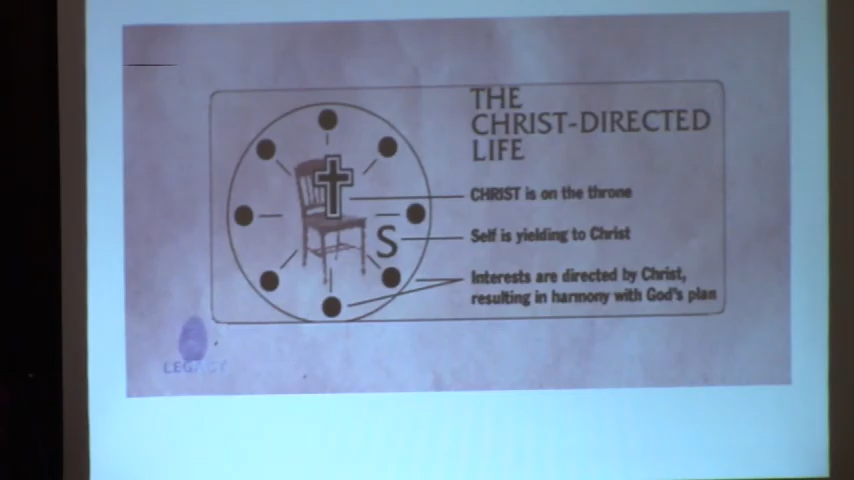 THE
CHRIST-DIRECTED
LIFE
CHRIST is on the throne
Self is yielding to Christ
S
Interests are directed by Christ,
resulting in harmony with God's plan
LEGACY